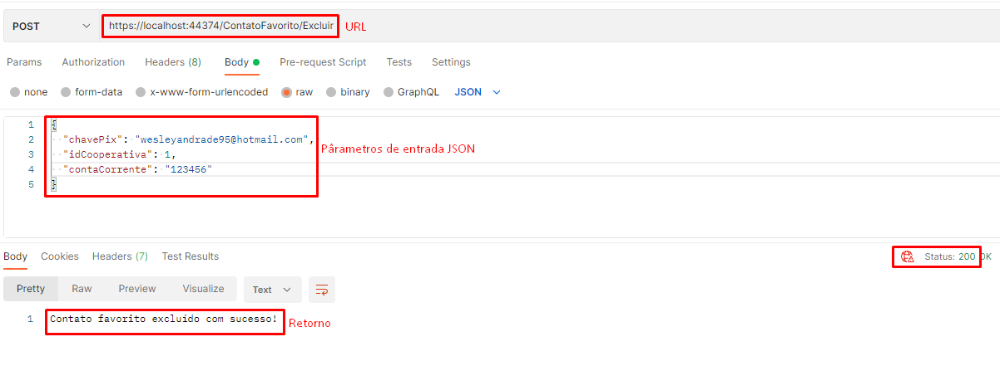 POST https://localhost:44374/ContatoFavorito/Excluir URL
Params Authorization Headers (8) Body Pre-request Script Tests Settings
none form-data x-www-form-urlencoded raw binary GraphQL JSON
1 {
2 "chavePix": "wesleyandrade95@hotmail.com",
3 "idCooperativa": 1,
Pârametros de entrada JSON
4 "contaCorrente": "123456"
5 }
Body Cookies Headers (7) Test Results Status: 200 OK
Pretty Raw Preview Visualize Text
1 Contato favorito excluído com sucesso! Retorno